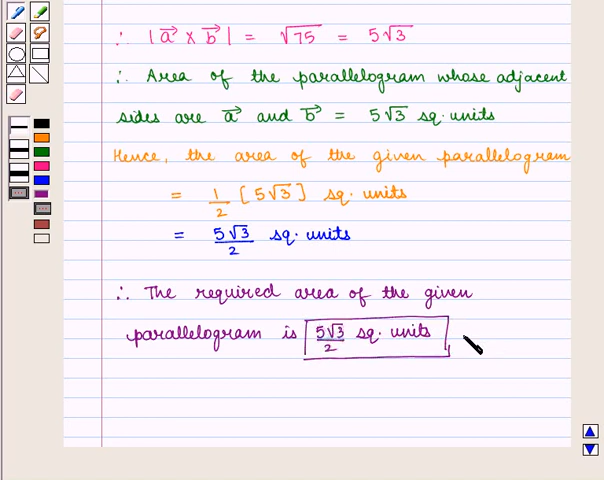 ∴ |a⃗ × b⃗| = √75 = 5√3
∴ Area of the parallelogram whose adjacent
sides are a⃗ and b⃗ = 5√3 sq. units
Hence, the area of the given parallelogram
= 1/2 [5√3] sq. units
= 5√3/2 sq. units
∴ The required area of the given
parallelogram is 5√3/2 sq. units